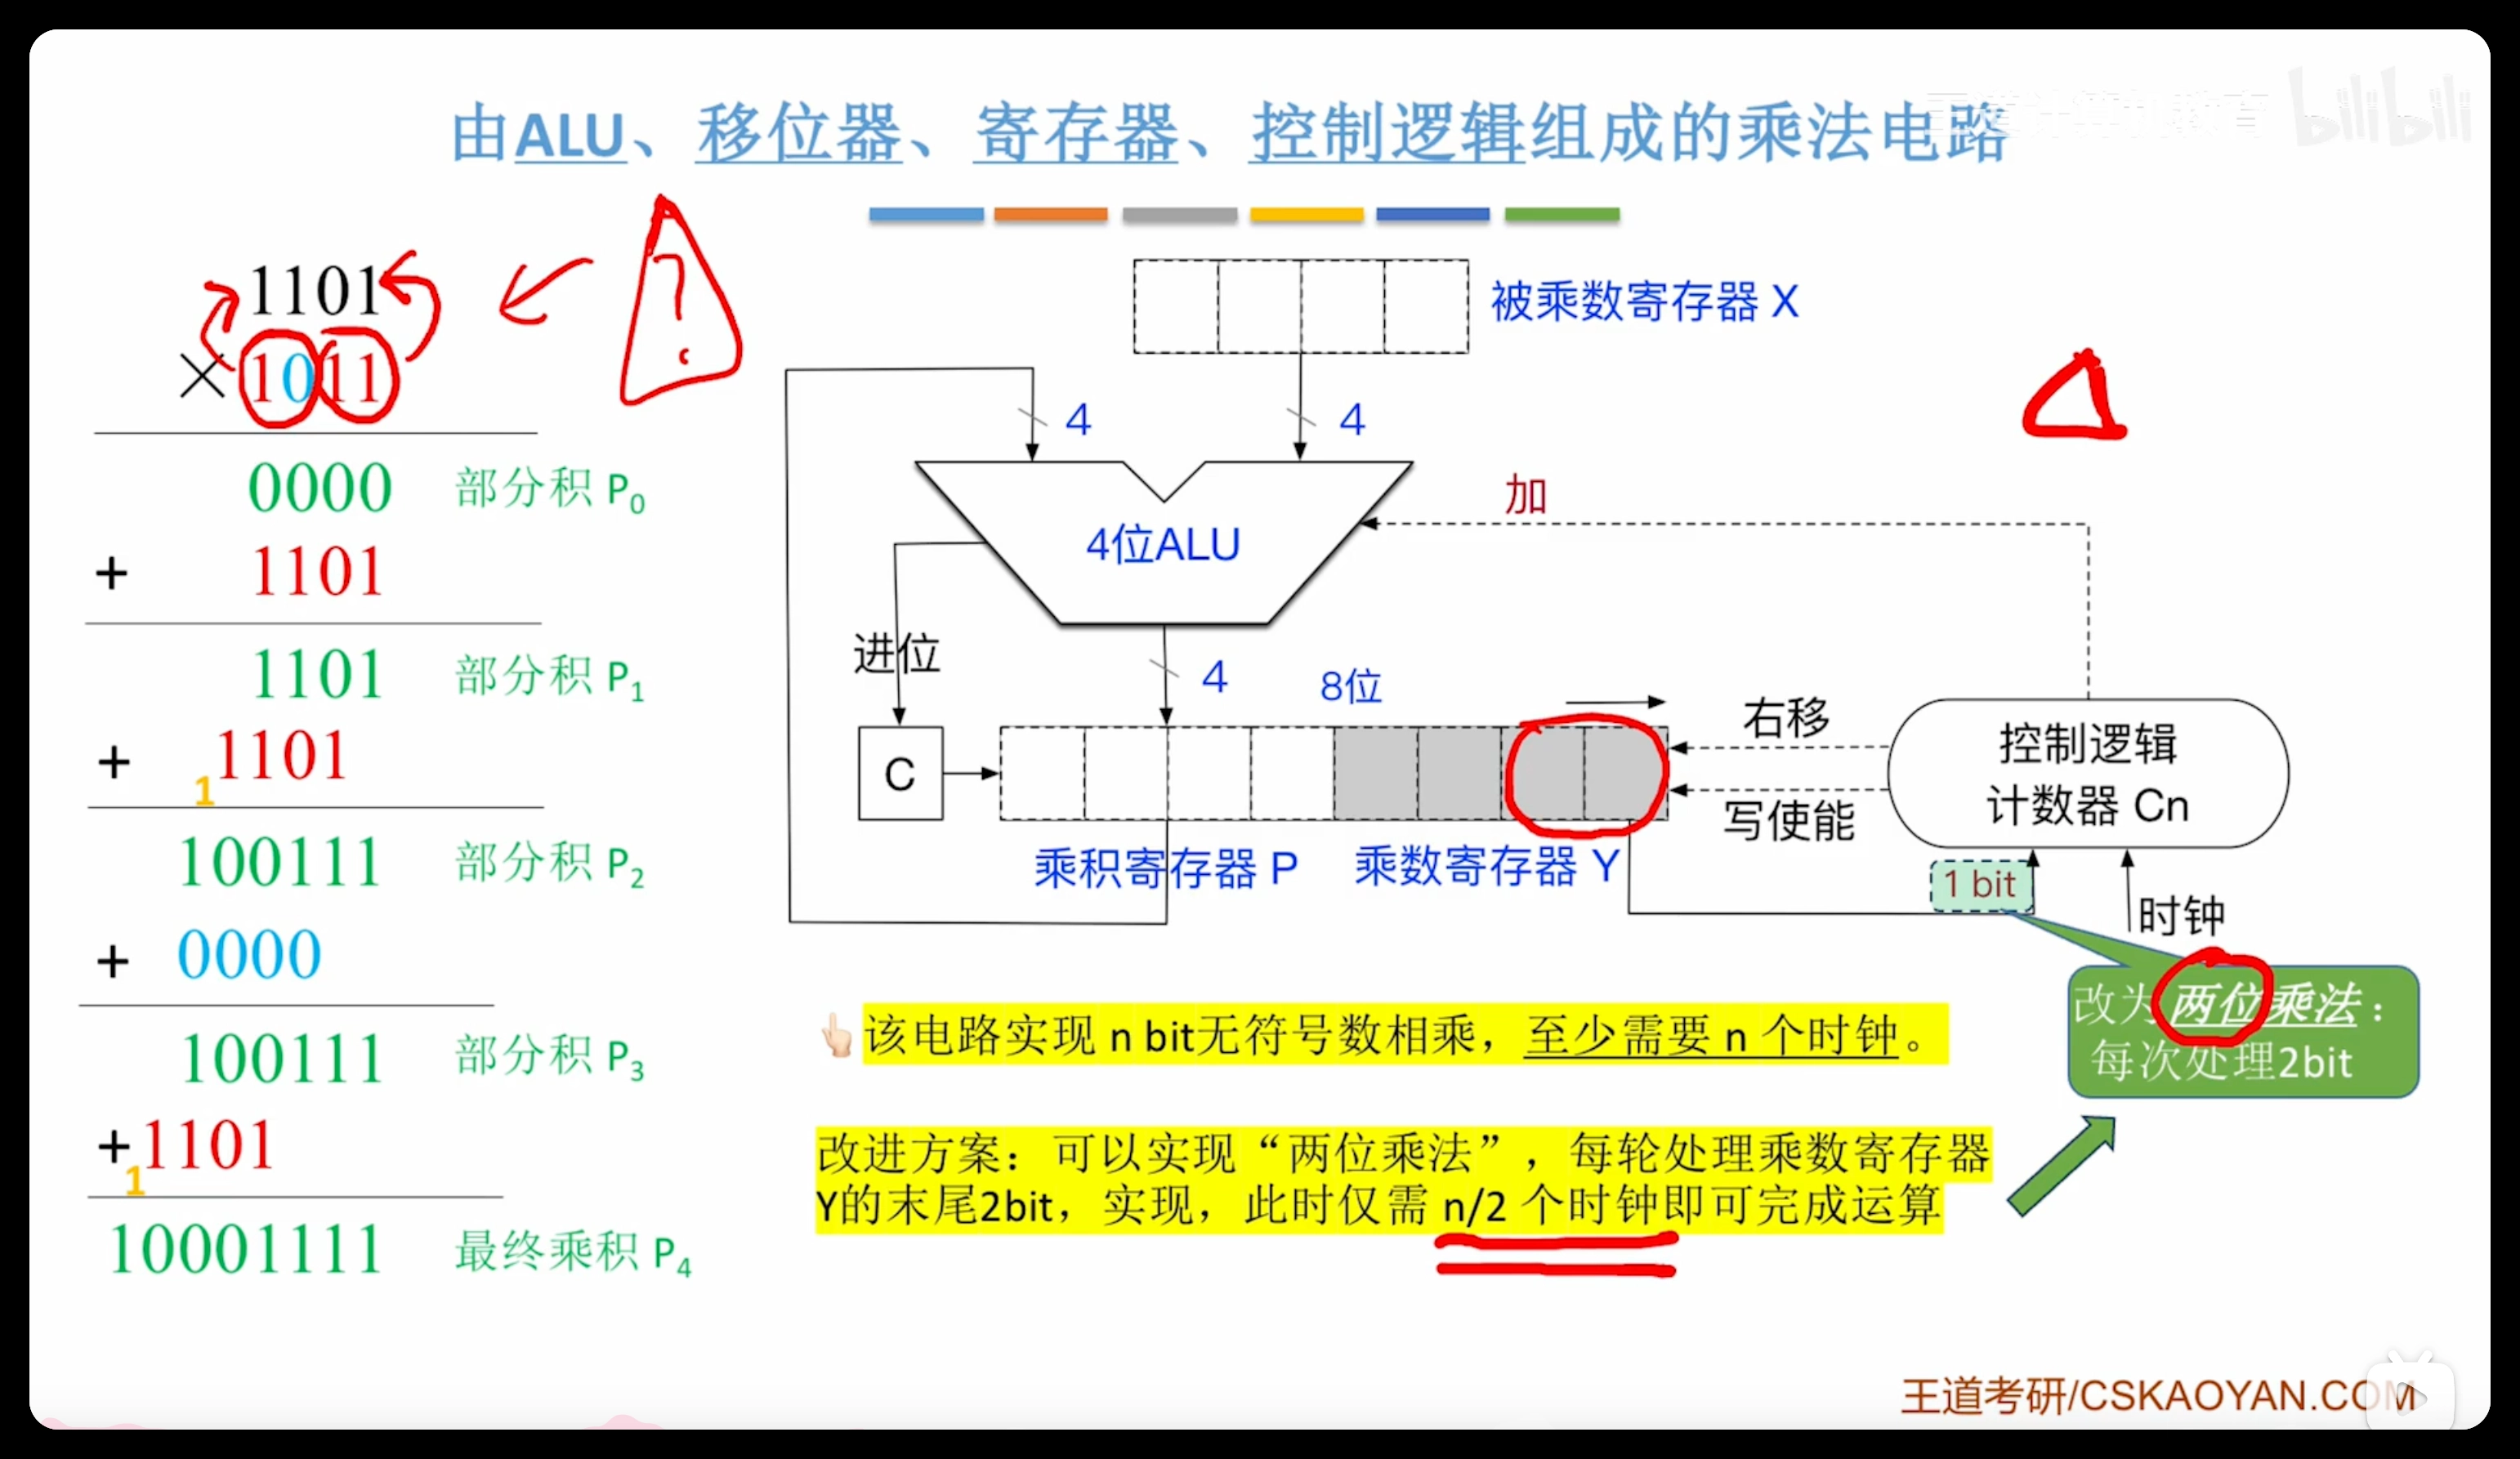 由ALU、移位器、寄存器、控制逻辑组成的乘法电路
bilibili
1101
×1011
0000 部分积 P0
+ 1101
1101 部分积 P1
+ 1101
1
100111 部分积 P2
+ 0000
100111 部分积 P3
+1101
1
10001111 最终乘积 P4
?
被乘数寄存器 X
4
4
加
4位ALU
进位
4
8位
右移
C
控制逻辑
计数器 Cn
写使能
乘积寄存器 P
乘数寄存器 Y
1 bit
时钟
改为两位乘法：
每次处理2bit
👆该电路实现 n bit无符号数相乘，至少需要 n 个时钟。
改进方案：可以实现“两位乘法”，每轮处理乘数寄存器
Y的末尾2bit，实现，此时仅需 n/2 个时钟即可完成运算
王道考研/CSKAOYAN.COM